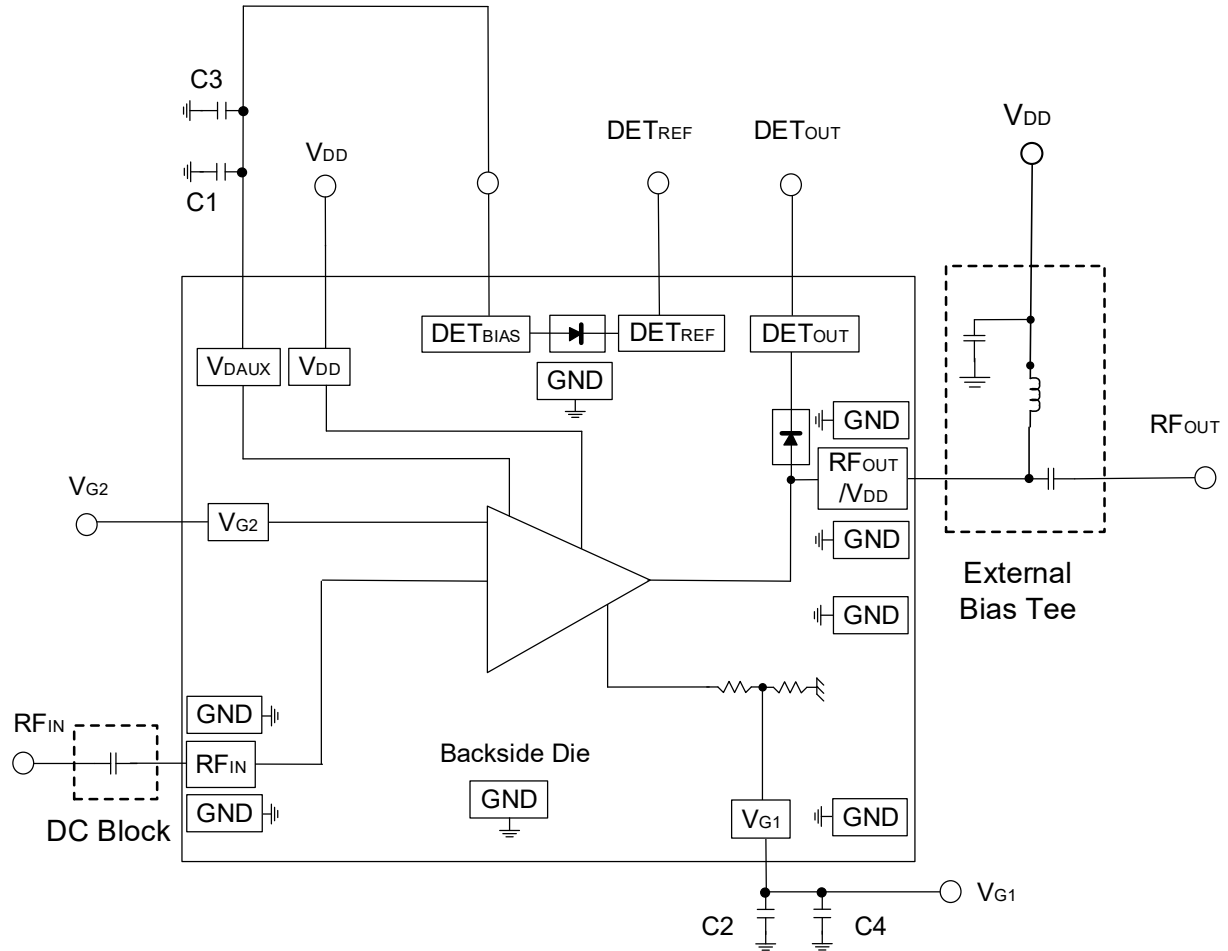 C3
C1
VDD
DETREF
DETOUT
VDD
DETBIAS
DETREF
DETOUT
VDAUX
VDD
GND
GND
RFOUT
/VDD
RFOUT
VG2
VG2
GND
External
Bias Tee
GND
GND
RFIN
RFIN
GND
DC Block
Backside Die
GND
VG1
GND
VG1
C2
C4